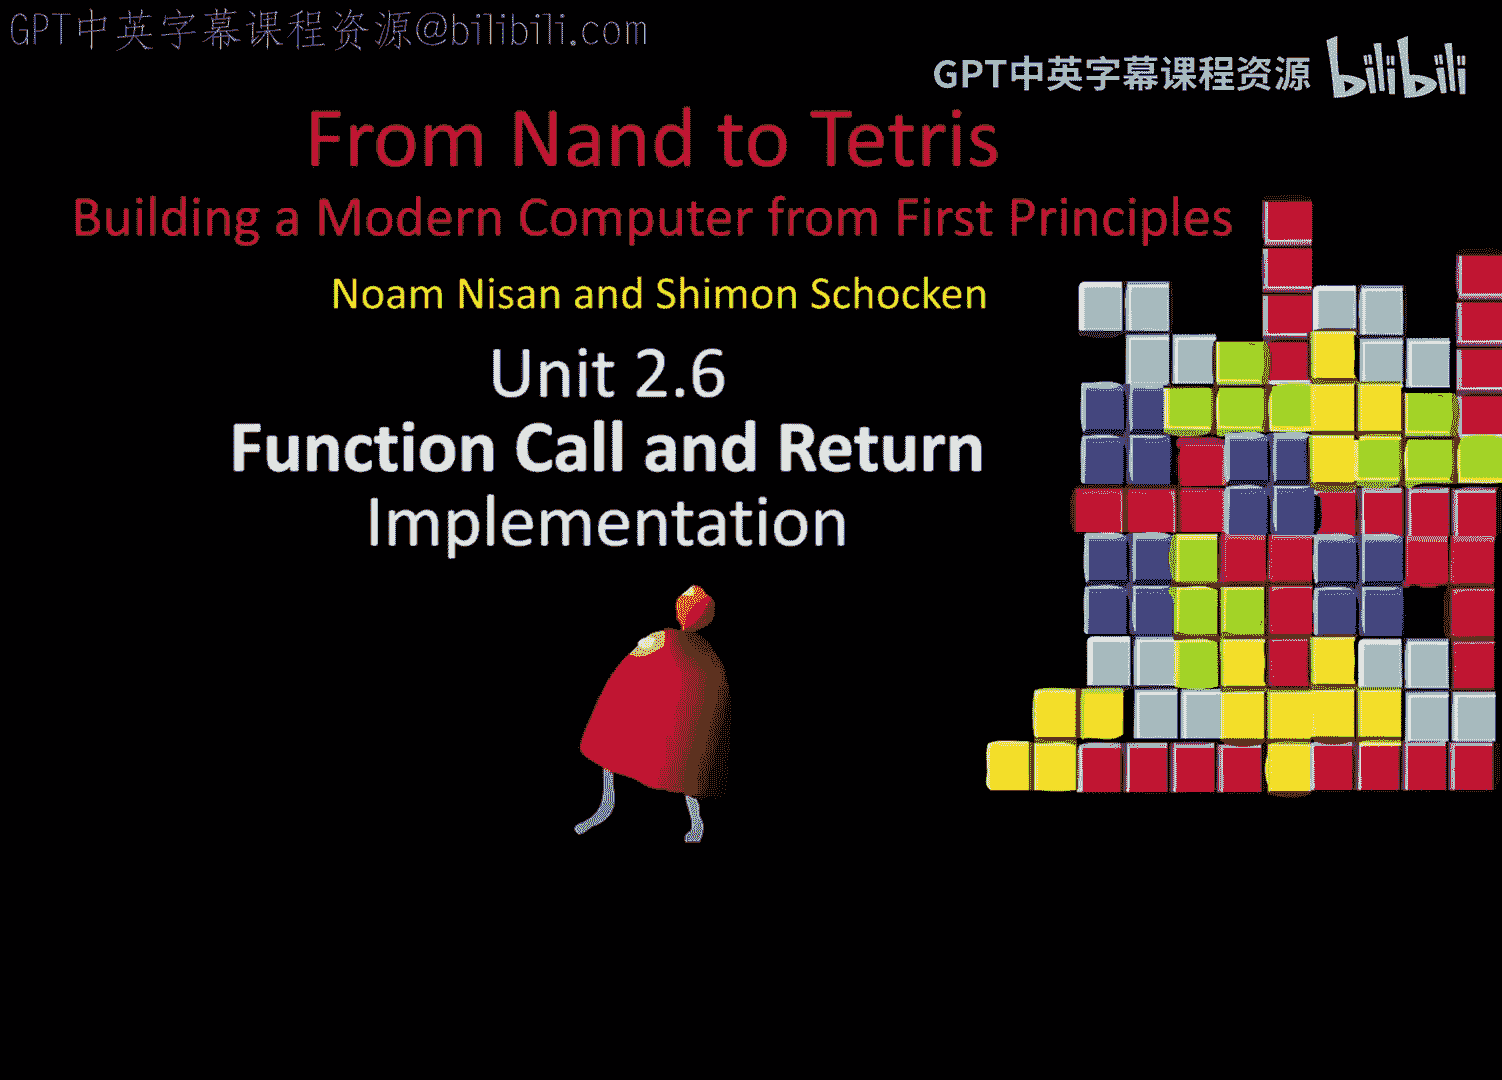 GPT中英字幕课程资源@bilibili.com
GPT中英字幕课程资源 bilibili
From Nand to Tetris
Building a Modern Computer from First Principles
Noam Nisan and Shimon Schocken
Unit 2.6
Function Call and Return
Implementation